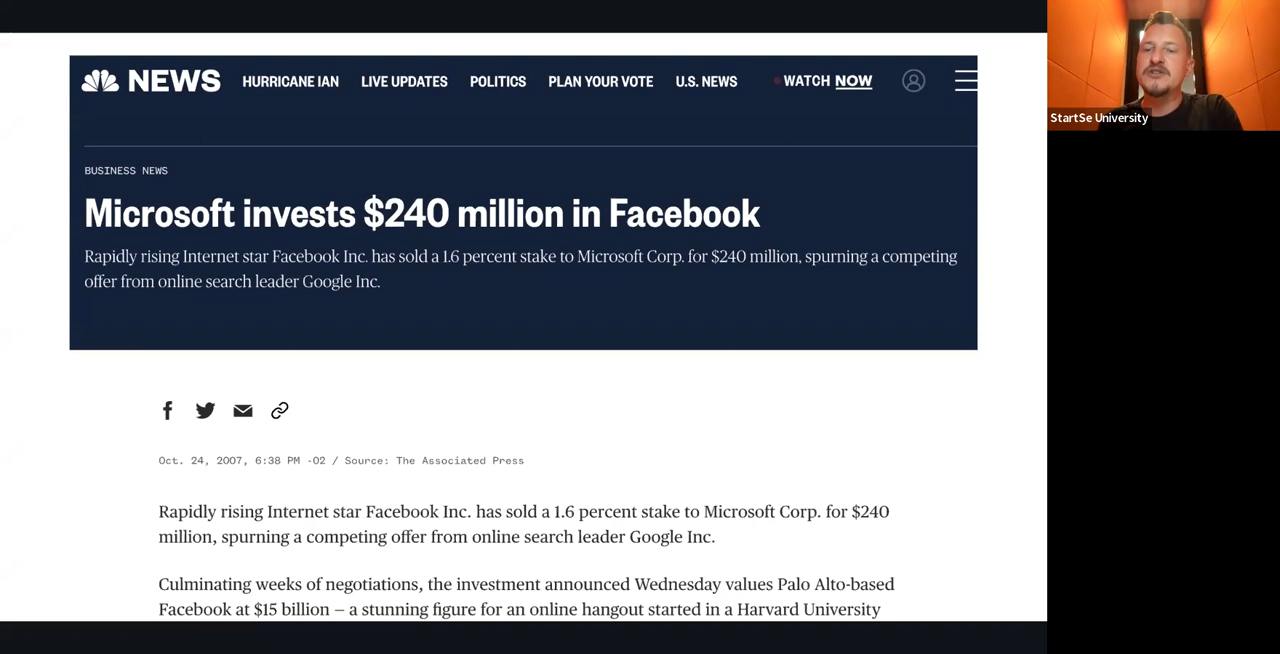 NEWS HURRICANE IAN LIVE UPDATES POLITICS PLAN YOUR VOTE U.S. NEWS WATCH NOW
BUSINESS NEWS
Microsoft invests $240 million in Facebook
Rapidly rising Internet star Facebook Inc. has sold a 1.6 percent stake to Microsoft Corp. for $240 million, spurning a competing
offer from online search leader Google Inc.
Oct. 24, 2007, 6:38 PM -02 / Source: The Associated Press
Rapidly rising Internet star Facebook Inc. has sold a 1.6 percent stake to Microsoft Corp. for $240
million, spurning a competing offer from online search leader Google Inc.
Culminating weeks of negotiations, the investment announced Wednesday values Palo Alto-based
Facebook at $15 billion — a stunning figure for an online hangout started in a Harvard University
StartSe University